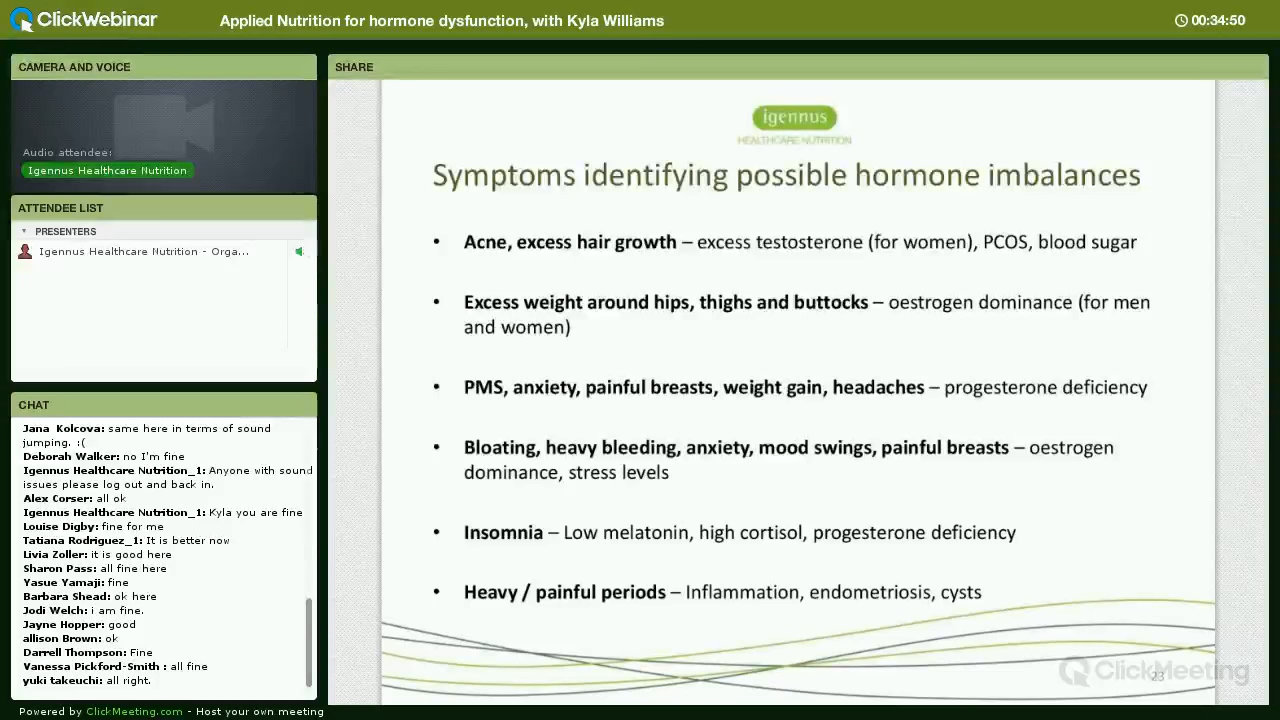 ClickWebinar
Applied Nutrition for hormone dysfunction, with Kyla Williams
00:34:50
CAMERA AND VOICE
Audio attendee:
Igennus Healthcare Nutrition
ATTENDEE LIST
PRESENTERS
Igennus Healthcare Nutrition - Orga...
CHAT
Jana Kolcova: same here in terms of sound
jumping. :(
Deborah Walker: no I'm fine
Igennus Healthcare Nutrition_1: Anyone with sound
issues please log out and back in.
Alex Corser: all ok
Igennus Healthcare Nutrition_1: Kyla you are fine
Louise Digby: fine for me
Tatiana Rodriguez_1: It is better now
Livia Zoller: it is good here
Sharon Pass: all fine here
Yasue Yamaji: fine
Barbara Shead: ok here
Jodi Welch: i am fine.
Jayne Hopper: good
allison Brown: ok
Darrell Thompson: Fine
Vanessa Pickford-Smith : all fine
yuki takeuchi: all right.
Powered by ClickMeeting.com - Host your own meeting
SHARE
igennus
HEALTHCARE NUTRITION
Symptoms identifying possible hormone imbalances
• Acne, excess hair growth – excess testosterone (for women), PCOS, blood sugar
• Excess weight around hips, thighs and buttocks – oestrogen dominance (for men
and women)
• PMS, anxiety, painful breasts, weight gain, headaches – progesterone deficiency
• Bloating, heavy bleeding, anxiety, mood swings, painful breasts – oestrogen
dominance, stress levels
• Insomnia – Low melatonin, high cortisol, progesterone deficiency
• Heavy / painful periods – Inflammation, endometriosis, cysts
ClickMeeting
23